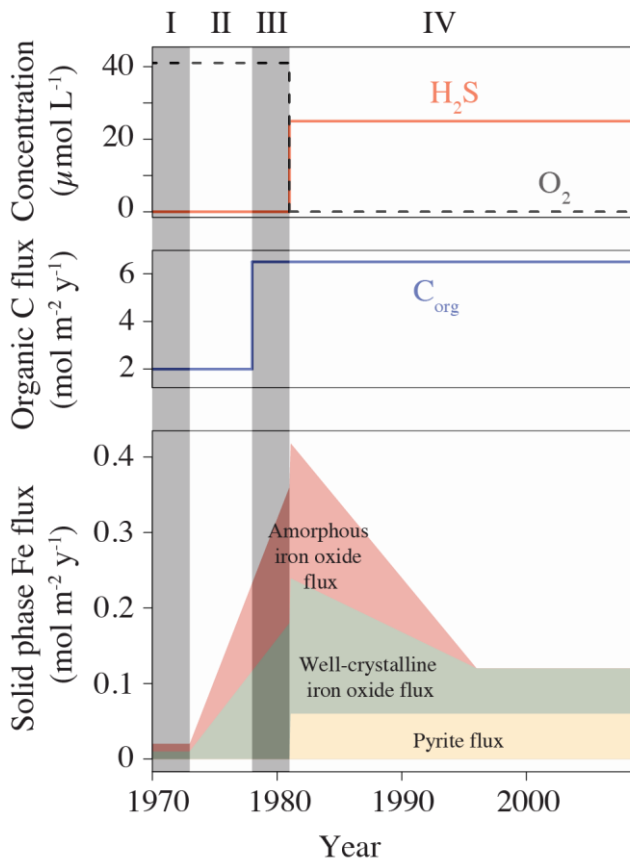 I II III IV
Concentration
(µmol L⁻¹)
40
20
0
H₂S
O₂
Organic C flux
(mol m⁻² y⁻¹)
6
4
2
C_org
Solid phase Fe flux
(mol m⁻² y⁻¹)
0.4
0.3
0.2
0.1
0
Amorphous
iron oxide
flux
Well-crystalline
iron oxide flux
Pyrite flux
1970 1980 1990 2000
Year